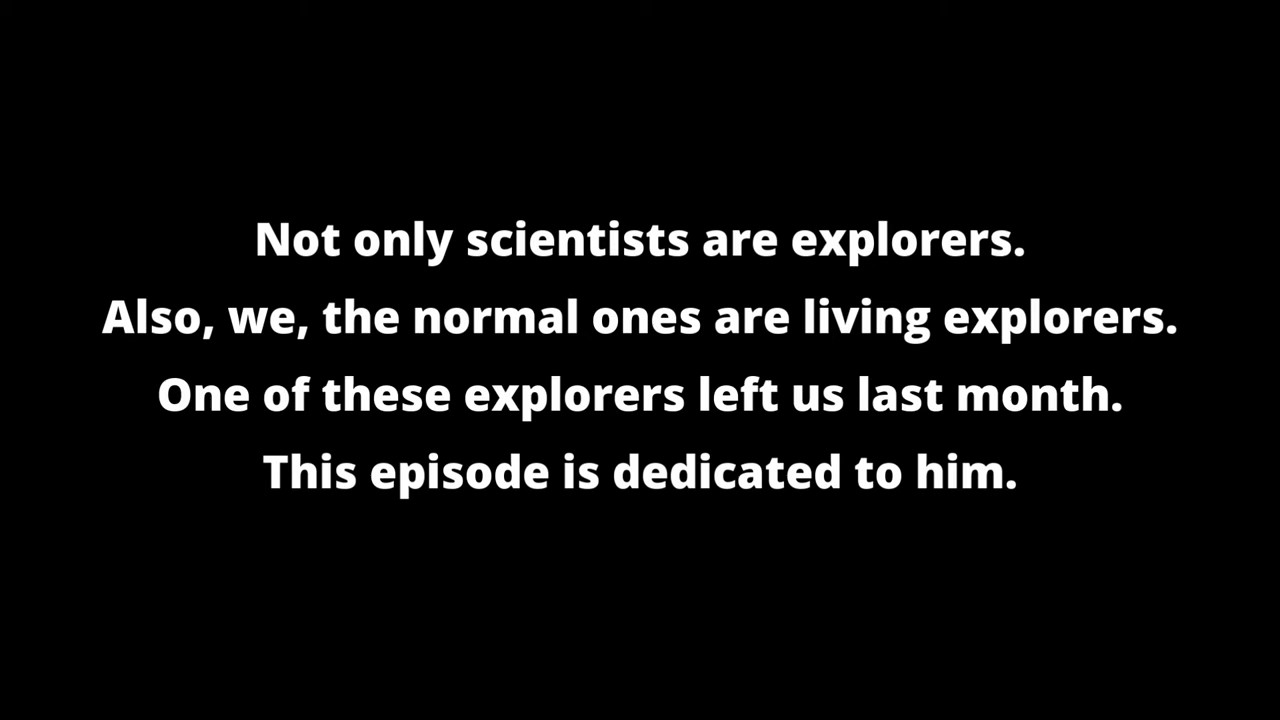 Not only scientists are explorers.
Also, we, the normal ones are living explorers.
One of these explorers left us last month.
This episode is dedicated to him.